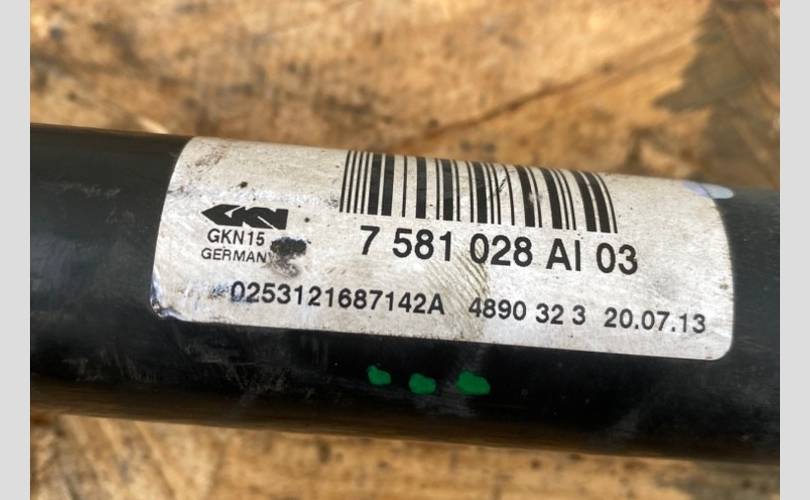 GKN
GKN15
GERMANY
7 581 028 AI 03
0253121687142A 4890 32 3 20.07.13